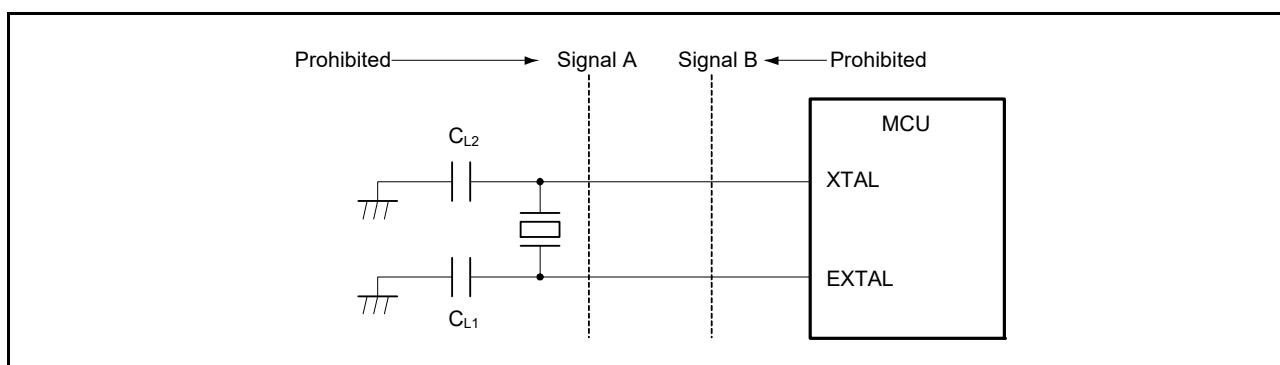 Prohibited Signal A Signal B Prohibited
MCU
CL2
XTAL
EXTAL
CL1